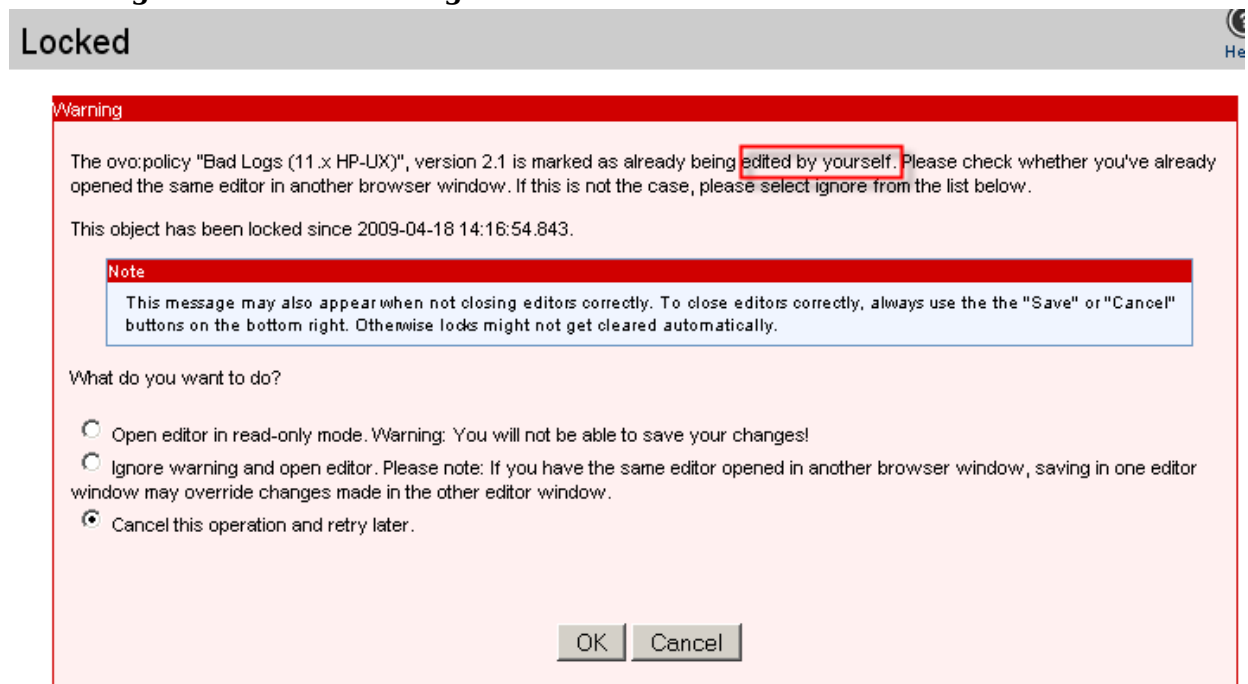 Locked
He
Warning
The ovo:policy "Bad Logs (11.x HP-UX)", version 2.1 is marked as already being edited by yourself. Please check whether you've already
opened the same editor in another browser window. If this is not the case, please select ignore from the list below.
This object has been locked since 2009-04-18 14:16:54.843.
Note
This message may also appear when not closing editors correctly. To close editors correctly, always use the the "Save" or "Cancel"
buttons on the bottom right. Otherwise locks might not get cleared automatically.
What do you want to do?
Open editor in read-only mode. Warning: You will not be able to save your changes!
Ignore warning and open editor. Please note: If you have the same editor opened in another browser window, saving in one editor
window may override changes made in the other editor window.
Cancel this operation and retry later.
OK Cancel